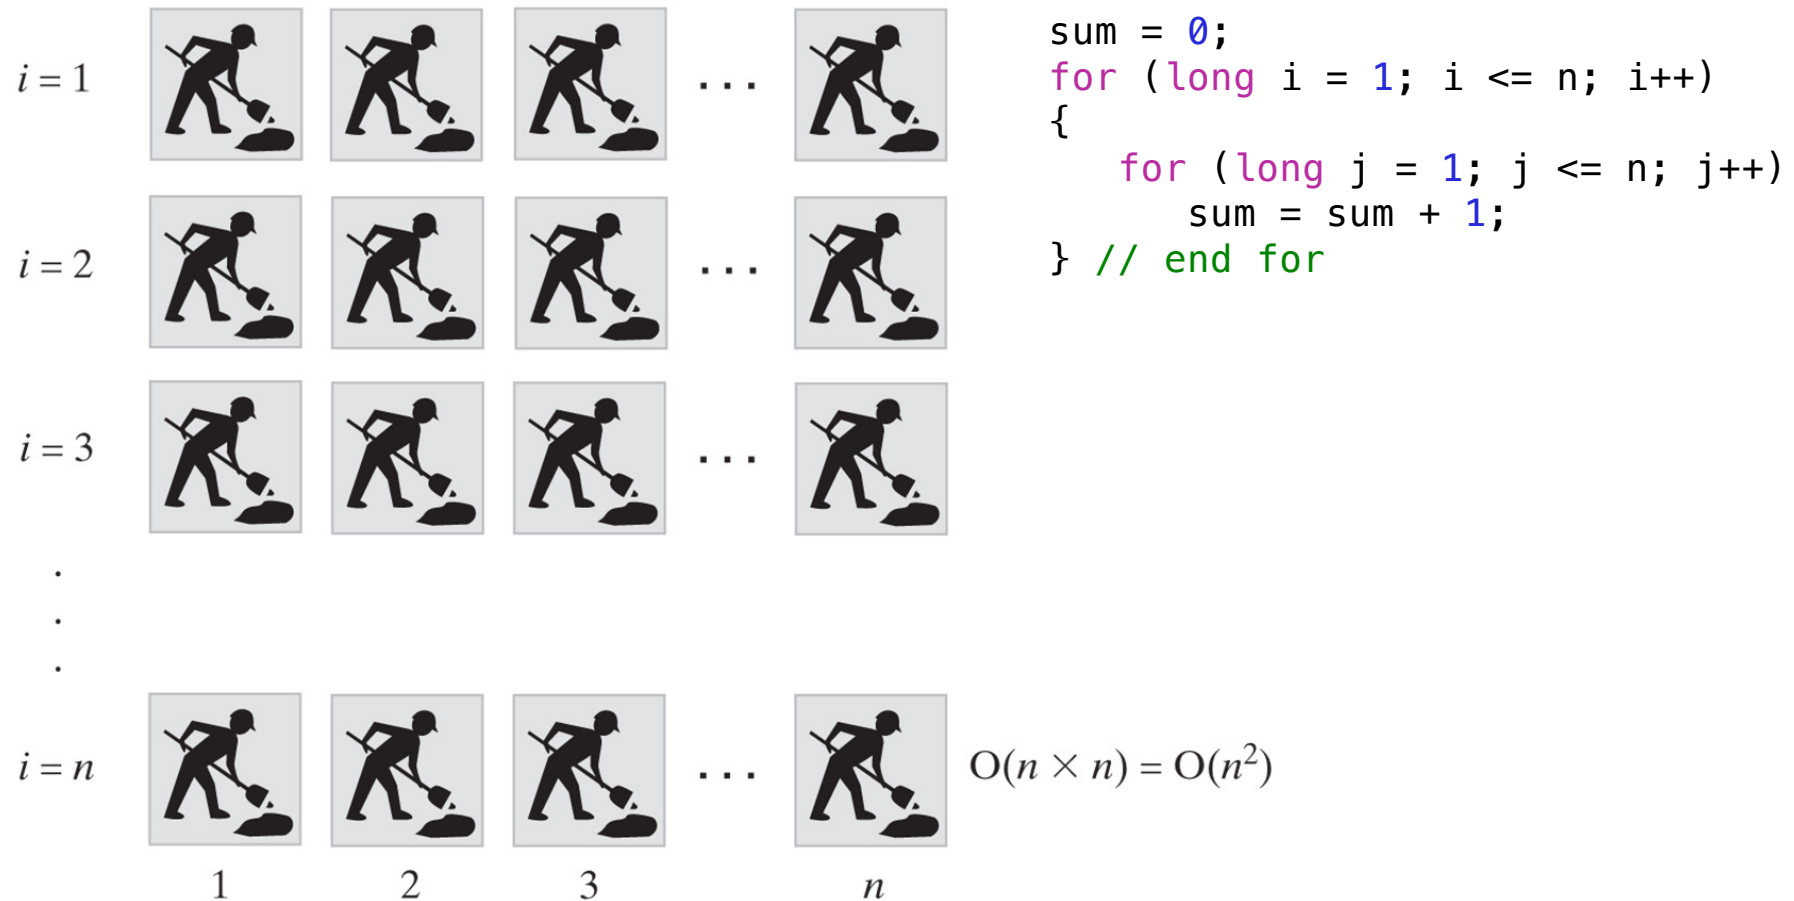 i = 1
. . .
sum = 0;
for (long i = 1; i <= n; i++)
{
for (long j = 1; j <= n; j++)
sum = sum + 1;
} // end for
i = 2
. . .
i = 3
. . .
.
.
.
i = n
. . .
O(n × n) = O(n²)
1 2 3 n